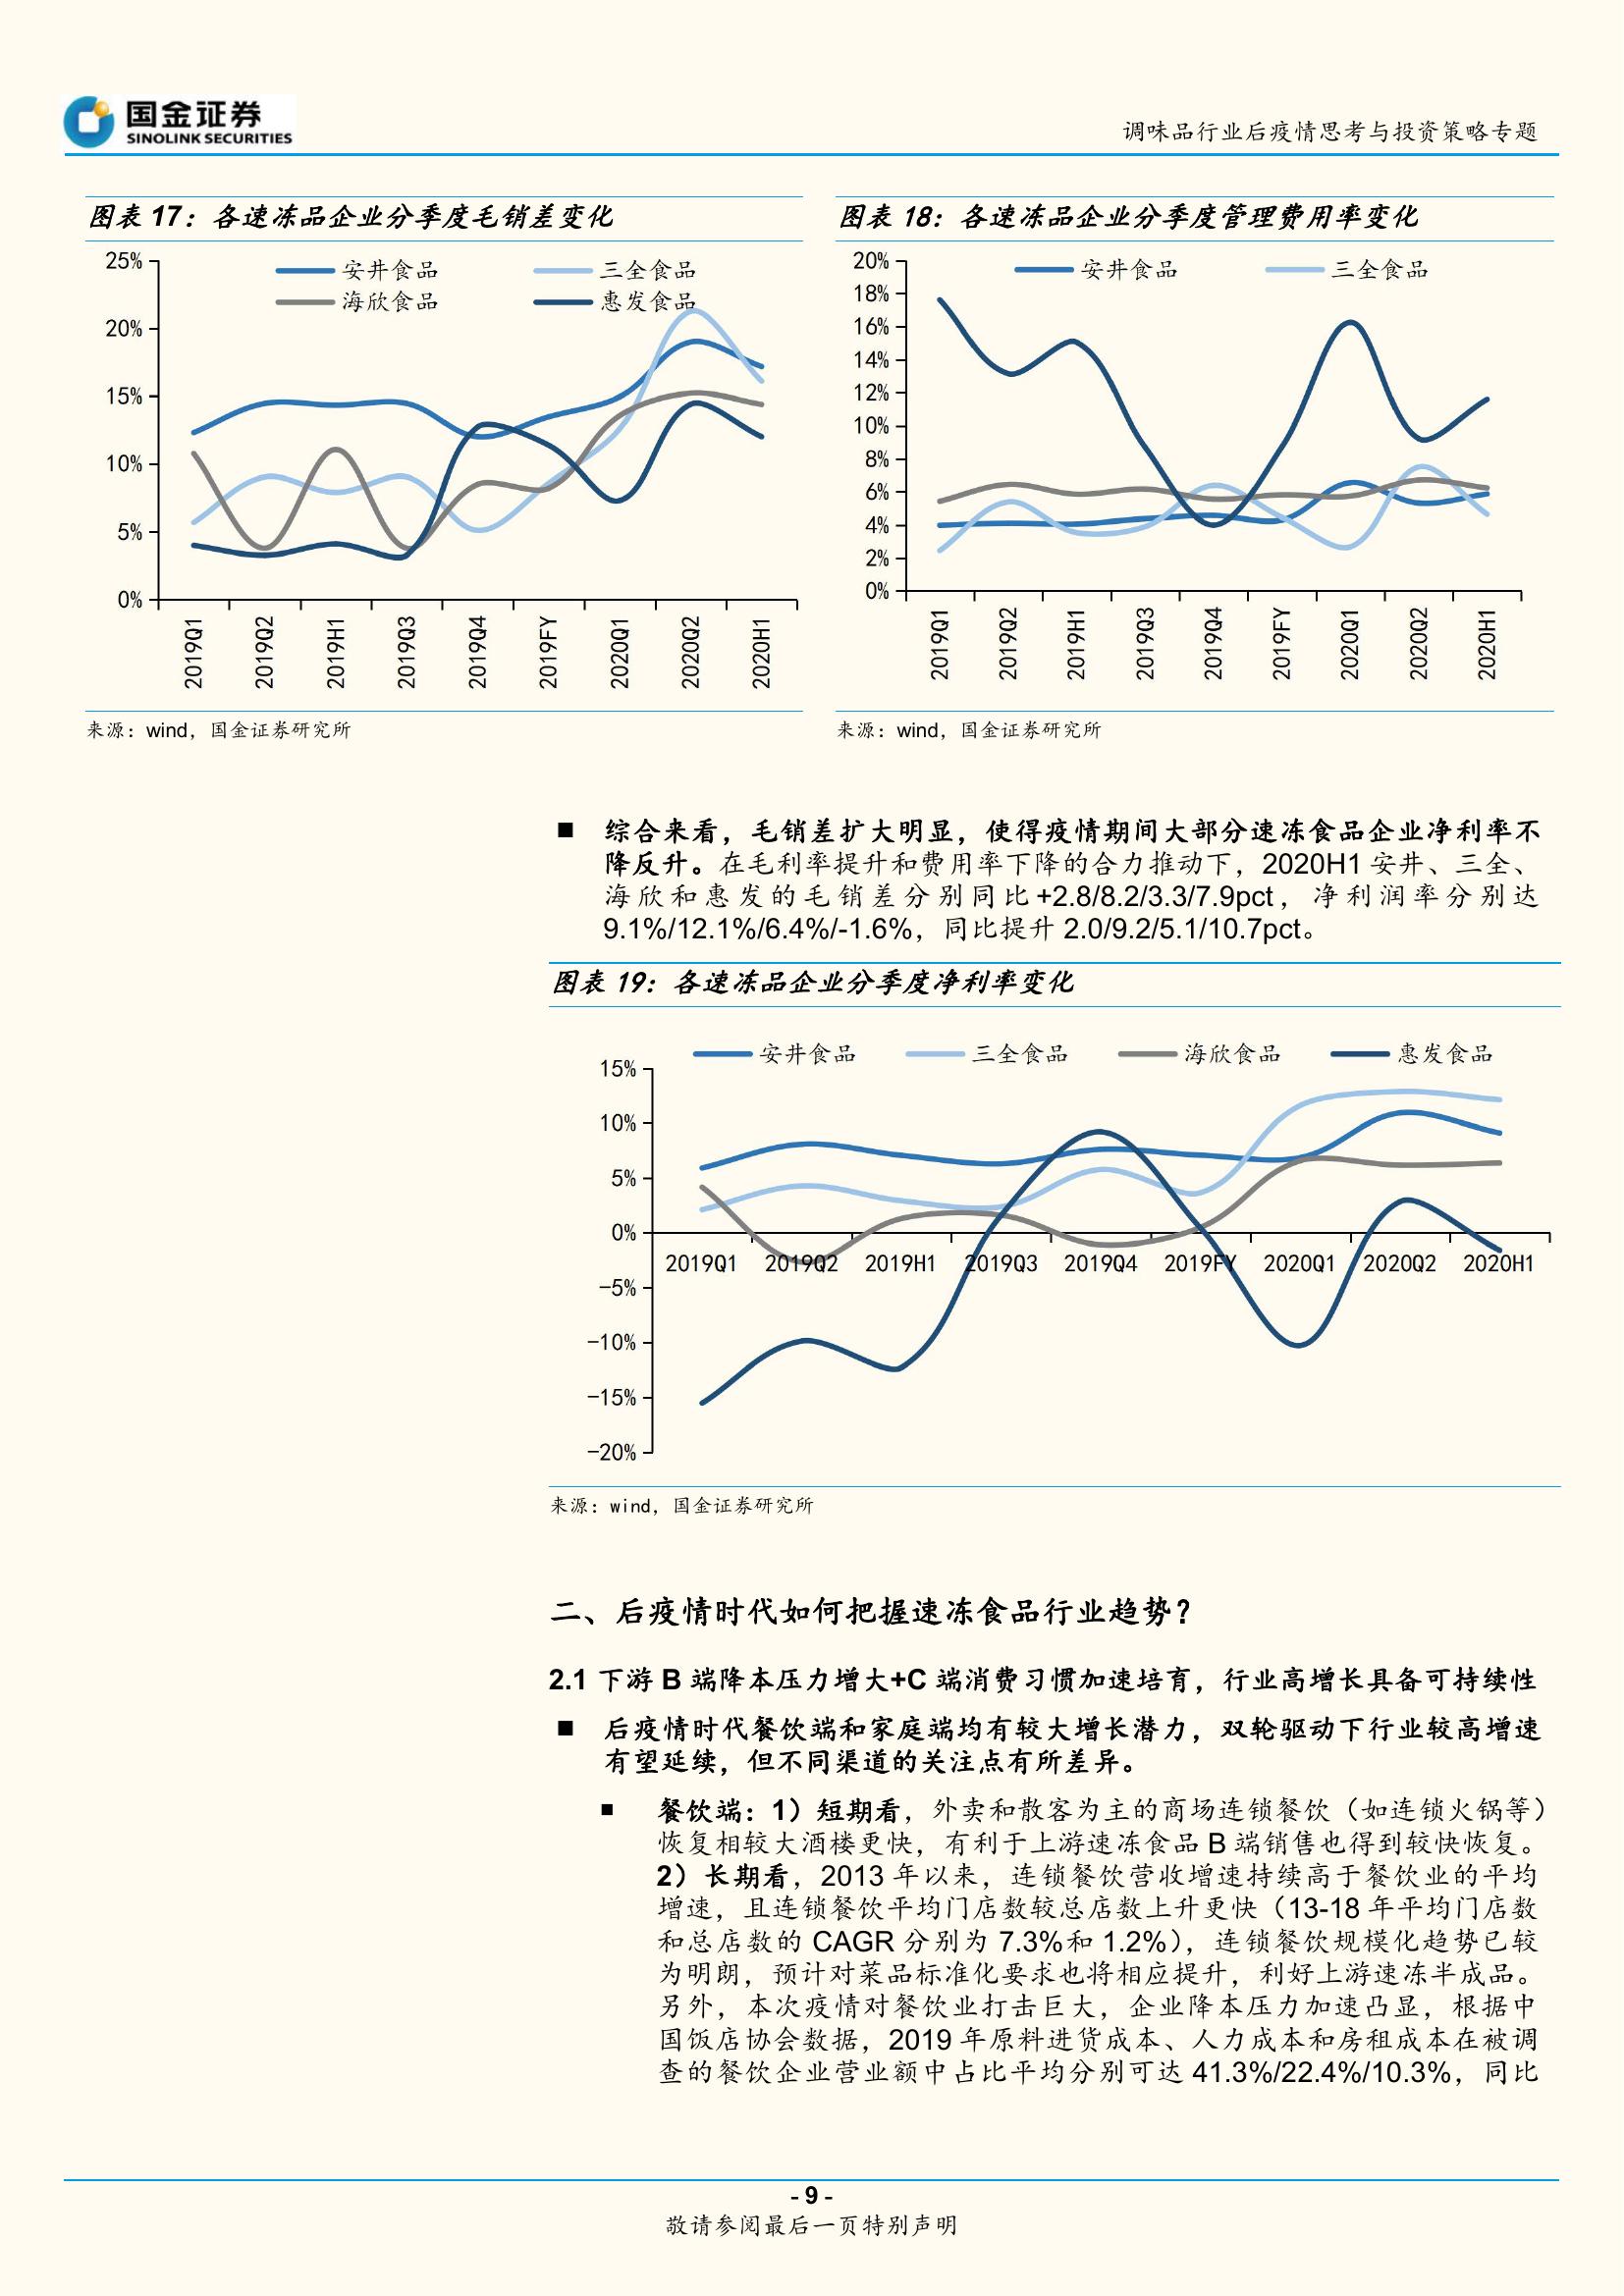 国金证券
SINOLINK SECURITIES
调味品行业后疫情思考与投资策略专题
图表 17：各速冻品企业分季度毛销差变化
安井食品 三全食品
海欣食品 惠发食品
25%
20%
15%
10%
5%
0%
2019Q1 2019Q2 2019H1 2019Q3 2019Q4 2019FY 2020Q1 2020Q2 2020H1
来源：wind，国金证券研究所
图表 18：各速冻品企业分季度管理费用率变化
安井食品 三全食品
20%
18%
16%
14%
12%
10%
8%
6%
4%
2%
0%
2019Q1 2019Q2 2019H1 2019Q3 2019Q4 2019FY 2020Q1 2020Q2 2020H1
来源：wind，国金证券研究所
■ 综合来看，毛销差扩大明显，使得疫情期间大部分速冻食品企业净利率不
降反升。在毛利率提升和费用率下降的合力推动下，2020H1 安井、三全、
海欣和惠发的毛销差分别同比+2.8/8.2/3.3/7.9pct，净利润率分别达
9.1%/12.1%/6.4%/-1.6%，同比提升 2.0/9.2/5.1/10.7pct。
图表 19：各速冻品企业分季度净利率变化
安井食品 三全食品 海欣食品 惠发食品
15%
10%
5%
0%
2019Q1 2019Q2 2019H1 2019Q3 2019Q4 2019FY 2020Q1 2020Q2 2020H1
-5%
-10%
-15%
-20%
来源：wind，国金证券研究所
二、后疫情时代如何把握速冻食品行业趋势？
2.1 下游 B 端降本压力增大+C 端消费习惯加速培育，行业高增长具备可持续性
■ 后疫情时代餐饮端和家庭端均有较大增长潜力，双轮驱动下行业较高增速
有望延续，但不同渠道的关注点有所差异。
■ 餐饮端：1）短期看，外卖和散客为主的商场连锁餐饮（如连锁火锅等）
恢复相较大酒楼更快，有利于上游速冻食品 B 端销售也得到较快恢复。
2）长期看，2013 年以来，连锁餐饮营收增速持续高于餐饮业的平均
增速，且连锁餐饮平均门店数较总店数上升更快（13-18 年平均门店数
和总店数的 CAGR 分别为 7.3%和 1.2%），连锁餐饮规模化趋势已较
为明朗，预计对菜品标准化要求也将相应提升，利好上游速冻半成品。
另外，本次疫情对餐饮业打击巨大，企业降本压力加速凸显，根据中
国饭店协会数据，2019 年原料进货成本、人力成本和房租成本在被调
查的餐饮企业营业额中占比平均分别可达 41.3%/22.4%/10.3%，同比
- 9 -
敬请参阅最后一页特别声明